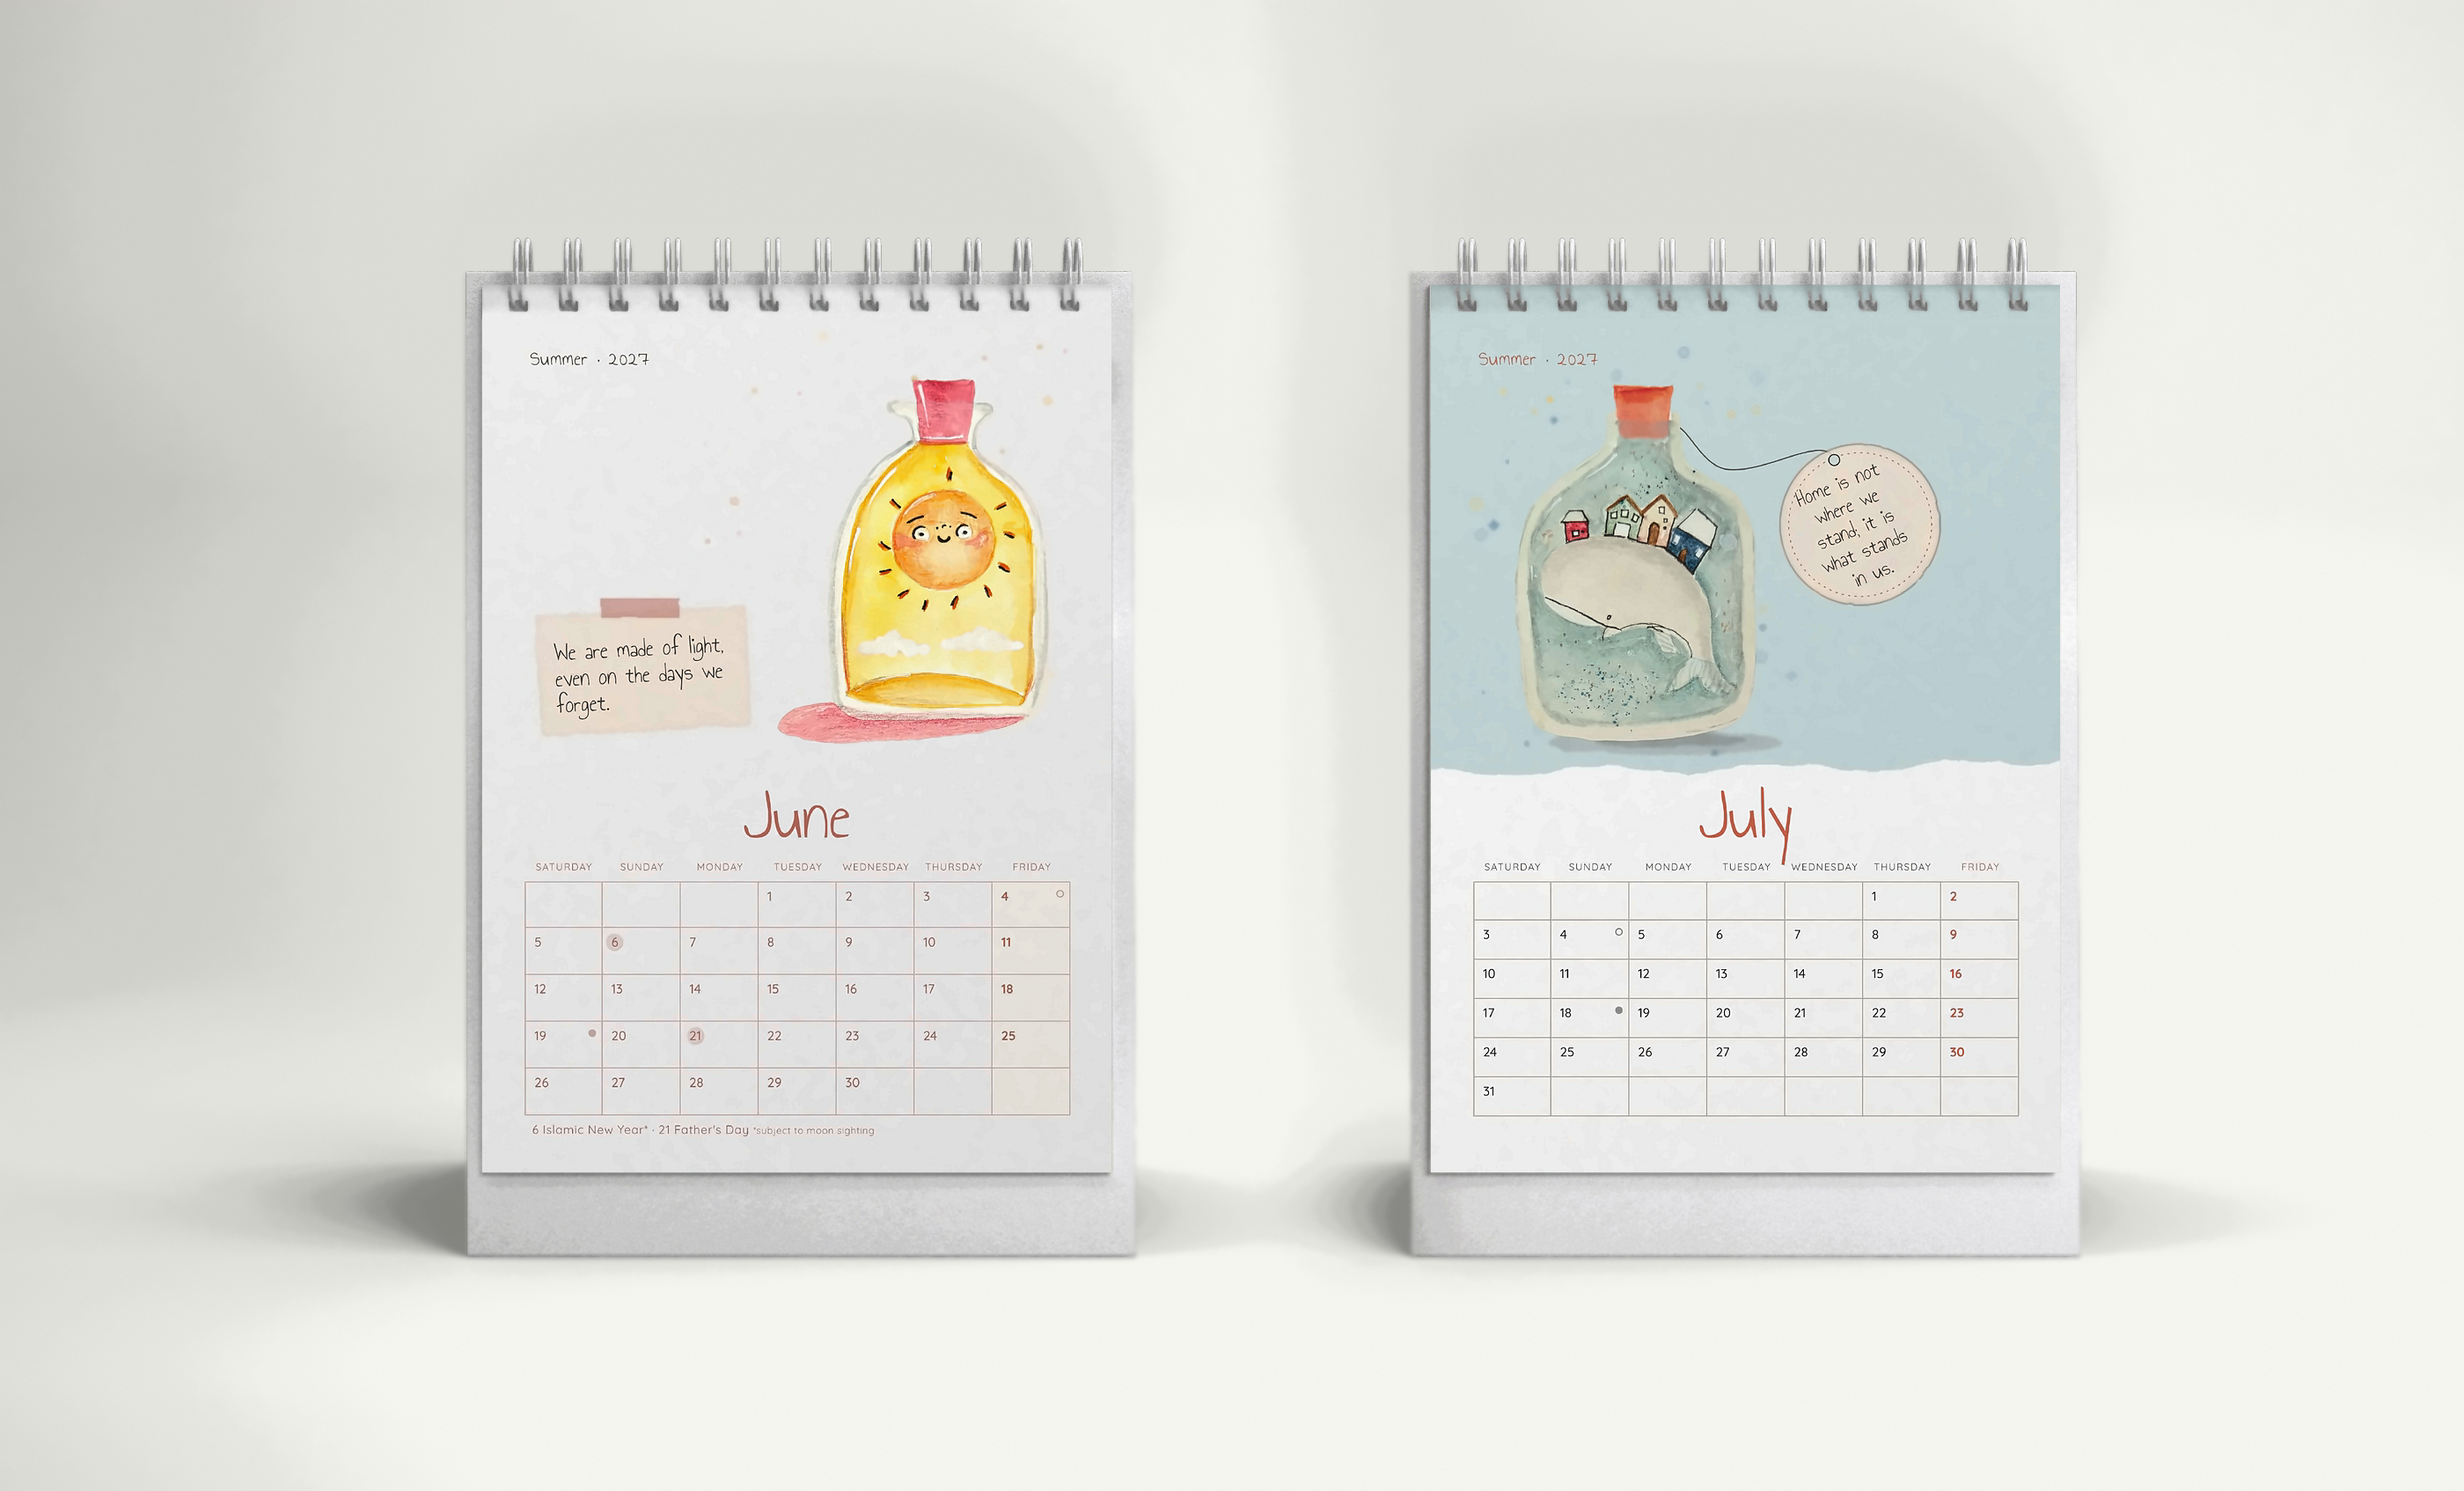 Summer · 2027
We are made of light,
even on the days we
forget.
June
SATURDAY SUNDAY MONDAY TUESDAY WEDNESDAY THURSDAY FRIDAY
1 2 3 4
5 6 7 8 9 10 11
12 13 14 15 16 17 18
19 20 21 22 23 24 25
26 27 28 29 30
6 Islamic New Year* · 21 Father's Day *subject to moon sighting
Summer · 2027
Home is not
where we
stand, it is
what stands
in us.
July
SATURDAY SUNDAY MONDAY TUESDAY WEDNESDAY THURSDAY FRIDAY
1 2
3 4 5 6 7 8 9
10 11 12 13 14 15 16
17 18 19 20 21 22 23
24 25 26 27 28 29 30
31